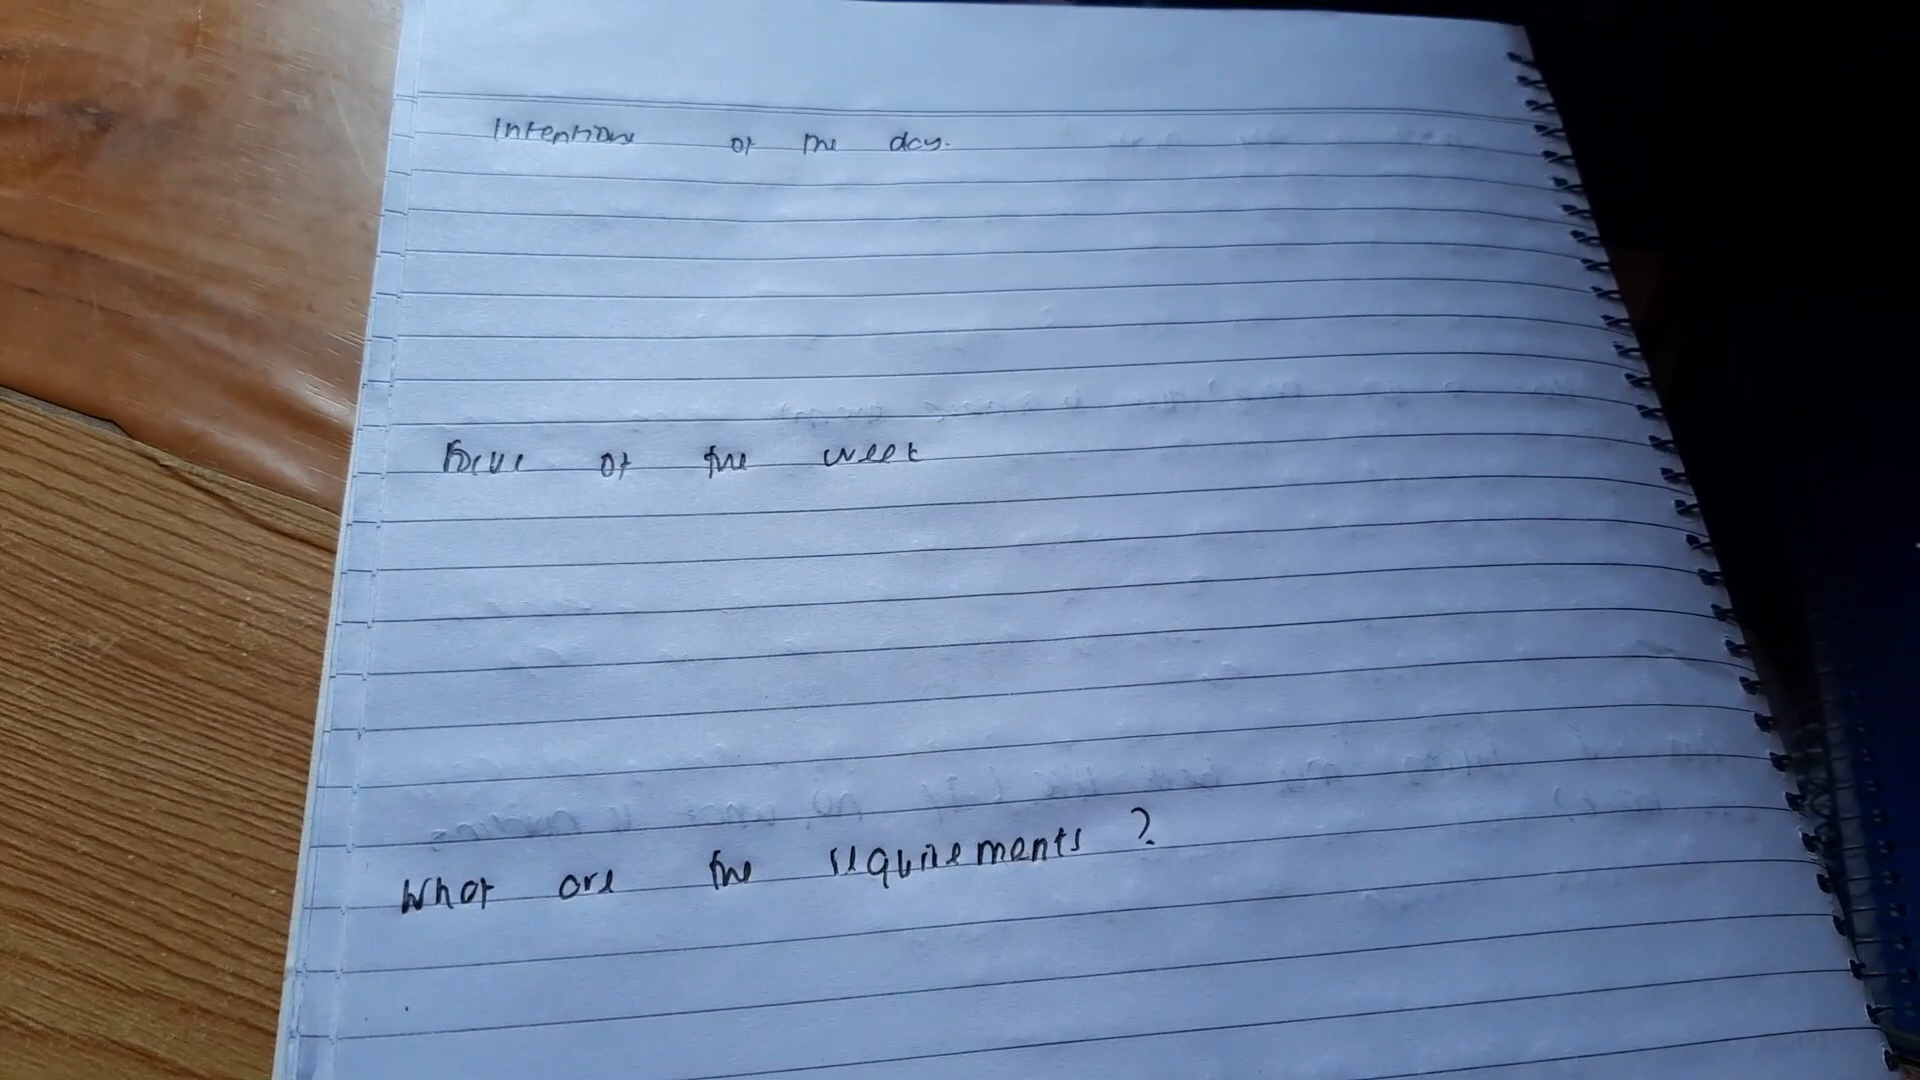 Intentions of the day.
Focus of the week
What are the requirements ?